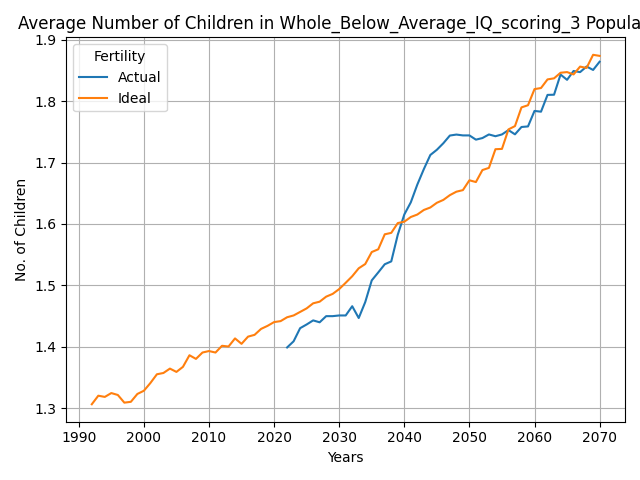 Average Number of Children in Whole_Below_Average_IQ_scoring_3 Popula
Fertility
Actual
Ideal
No. of Children
1.9
1.8
1.7
1.6
1.5
1.4
1.3
1990 2000 2010 2020 2030 2040 2050 2060 2070
Years